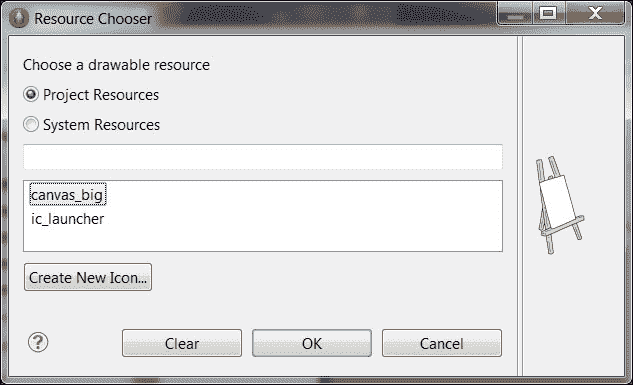 Resource Chooser
Choose a drawable resource
Project Resources
System Resources
canvas_big
ic_launcher
Create New Icon...
?
Clear OK Cancel